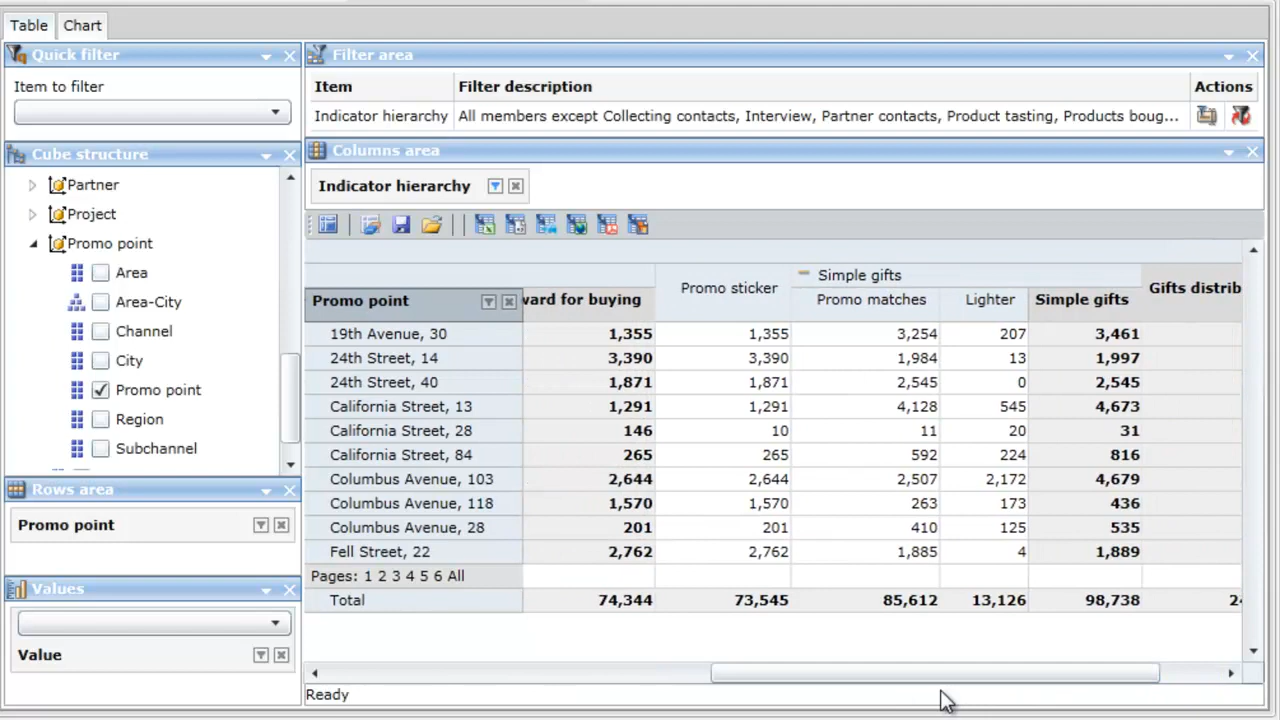 Table Chart
Quick filter
Item to filter
Cube structure
Partner
Project
Promo point
Area
Area-City
Channel
City
Promo point
Region
Subchannel
Rows area
Promo point
Values
Value
Filter area
Item Filter description Actions
Indicator hierarchy All members except Collecting contacts, Interview, Partner contacts, Product tasting, Products boug...
Columns area
Indicator hierarchy
Simple gifts
Promo point ward for buying Promo sticker Promo matches Lighter Simple gifts Gifts distrib
19th Avenue, 30 1,355 1,355 3,254 207 3,461
24th Street, 14 3,390 3,390 1,984 13 1,997
24th Street, 40 1,871 1,871 2,545 0 2,545
California Street, 13 1,291 1,291 4,128 545 4,673
California Street, 28 146 10 11 20 31
California Street, 84 265 265 592 224 816
Columbus Avenue, 103 2,644 2,644 2,507 2,172 4,679
Columbus Avenue, 118 1,570 1,570 263 173 436
Columbus Avenue, 28 201 201 410 125 535
Fell Street, 22 2,762 2,762 1,885 4 1,889
Pages: 1 2 3 4 5 6 All
Total 74,344 73,545 85,612 13,126 98,738 2
Ready